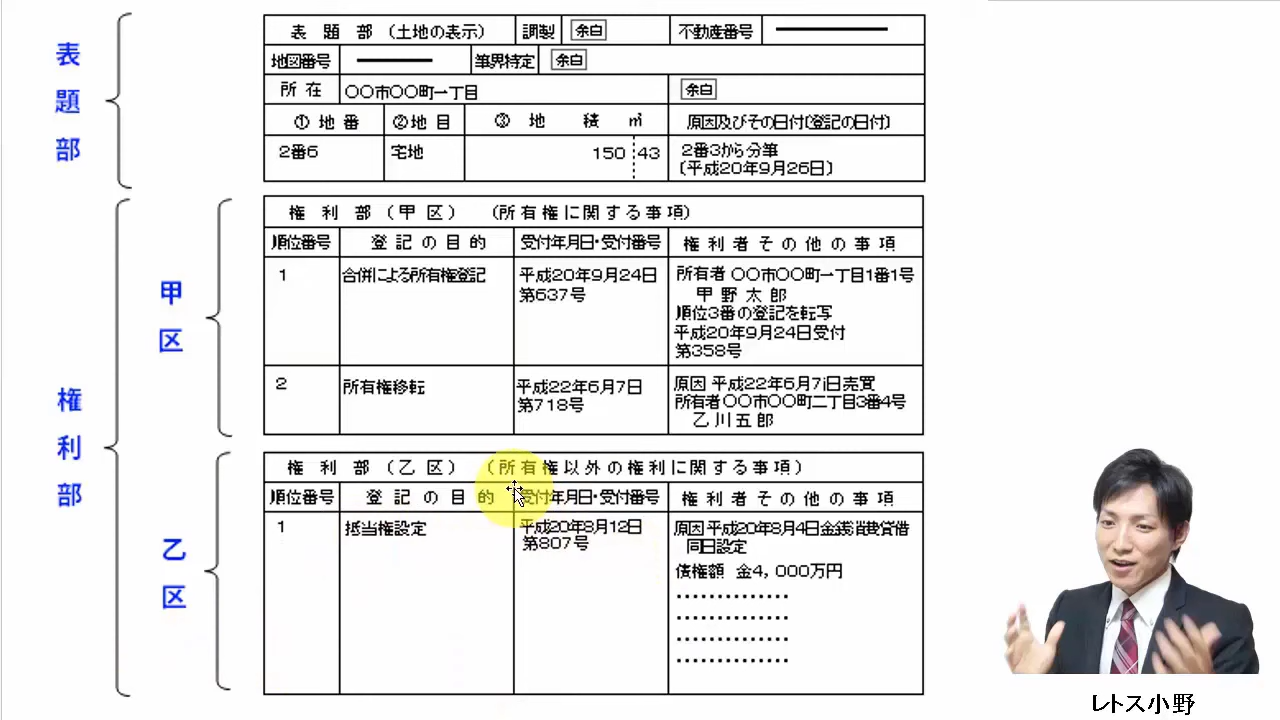 表題部
表 題 部 （土地の表示） 調製 余白 不動産番号
地図番号 筆界特定 余白
所 在 〇〇市〇〇町一丁目 余白
① 地 番 ②地 目 ③ 地 積 ㎡ 原因及びその日付〔登記の日付〕
2番6 宅地 150 43 2番3から分筆
〔平成20年9月26日〕
権利部
甲区
権 利 部 （ 甲 区 ） （所 有 権 に 関 す る 事 項）
順位番号 登 記 の 目 的 受付年月日・受付番号 権 利 者 そ の 他 の 事 項
1 合併による所有権登記 平成20年9月24日 所有者 〇〇市〇〇町一丁目1番1号
第637号 甲 野 太 郎
順位3番の登記を転写
平成20年9月24日受付
第358号
2 所有権移転 平成22年6月7日 原因 平成22年6月7日売買
第718号 所有者〇〇市〇〇町二丁目3番4号
乙 川 五 郎
乙区
権 利 部 （ 乙 区 ） （ 所 有 権 以 外 の 権 利 に 関 す る 事 項 ）
順位番号 登 記 の 目 的 受付年月日・受付番号 権 利 者 そ の 他 の 事 項
1 抵当権設定 平成20年8月12日 原因 平成20年8月4日金銭消費貸借
第807号 同日設定
債権額 金4，000万円
レトス小野